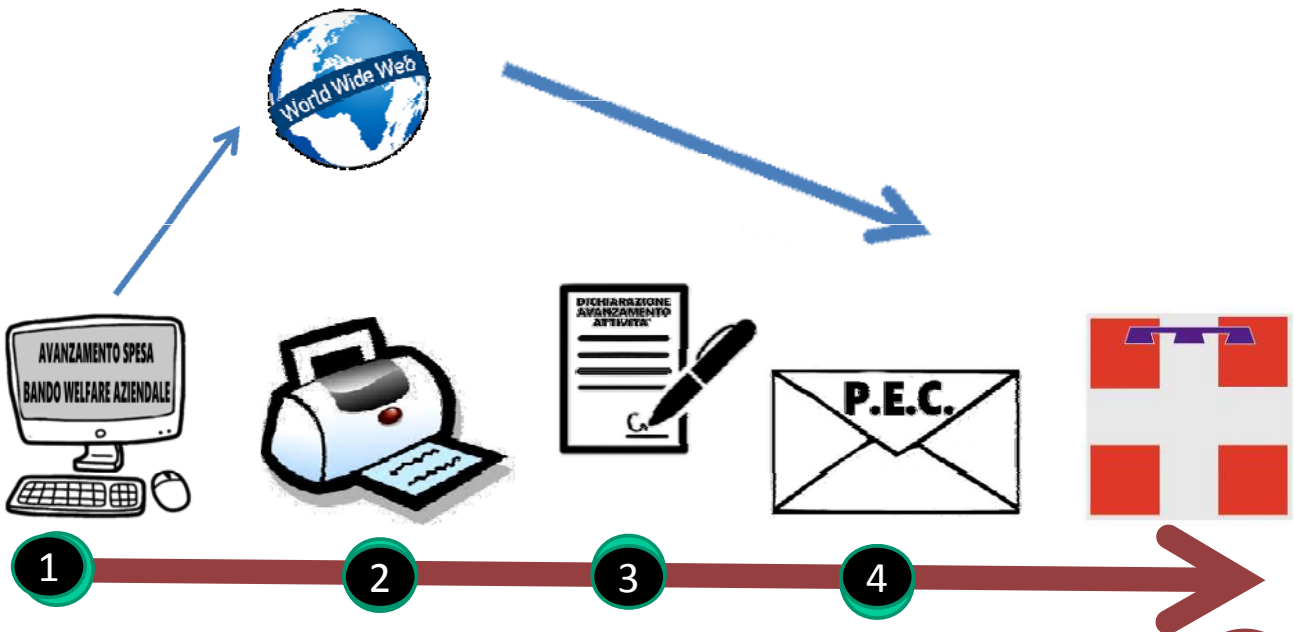 World Wide Web
AVANZAMENTO SPESA
BANDO WELFARE AZIENDALE
DICHIARAZIONE
AVANZAMENTO
ATTIVITA'
P.E.C.
1
2
3
4